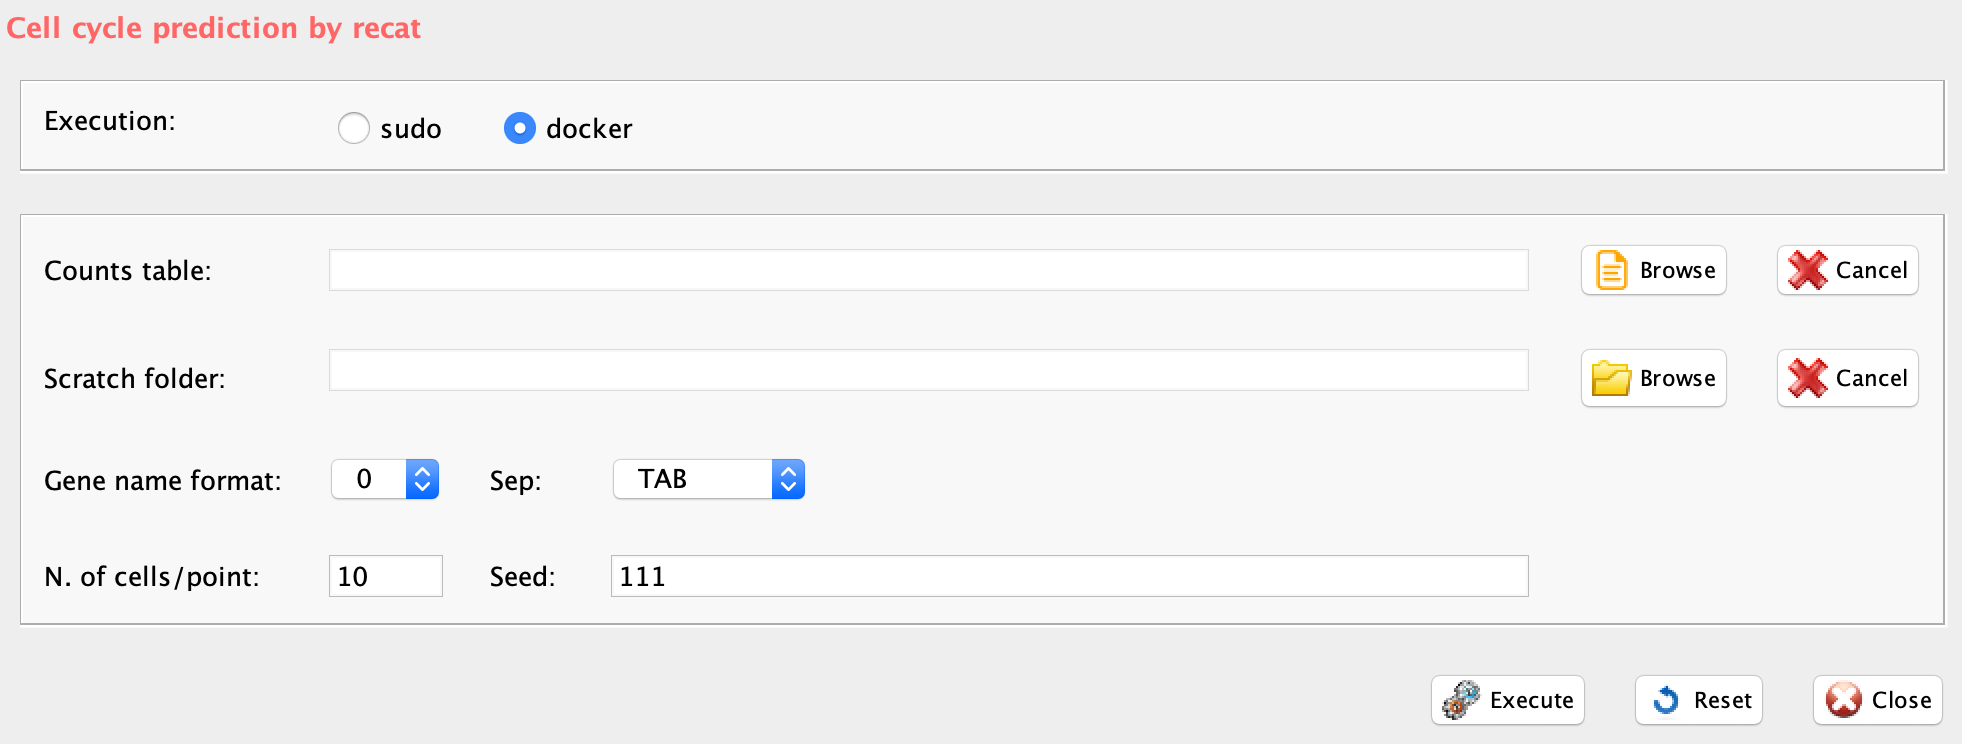 Cell cycle prediction by recat
Execution: sudo docker
Counts table: Browse Cancel
Scratch folder: Browse Cancel
Gene name format: 0 Sep: TAB
N. of cells/point: 10 Seed: 111
Execute Reset Close